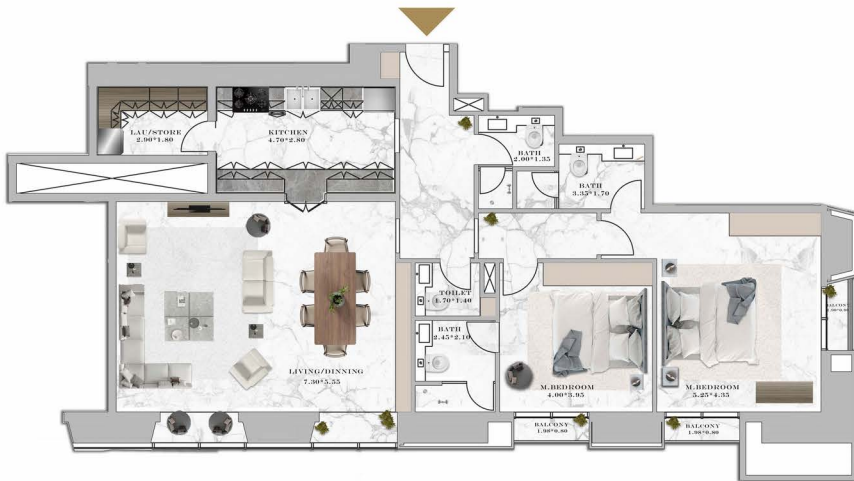 LAU/STORE
2.90*1.80
KITCHEN
4.70*2.80
BATH
2.00*1.35
BATH
3.35*1.70
TOILET
1.70*1.40
BATH
2.45*2.10
LIVING/DINNING
7.30*5.55
M.BEDROOM
4.00*3.95
M.BEDROOM
5.25*4.35
BALCONY
BALCONY
1.98*0.80
BALCONY
1.98*0.80